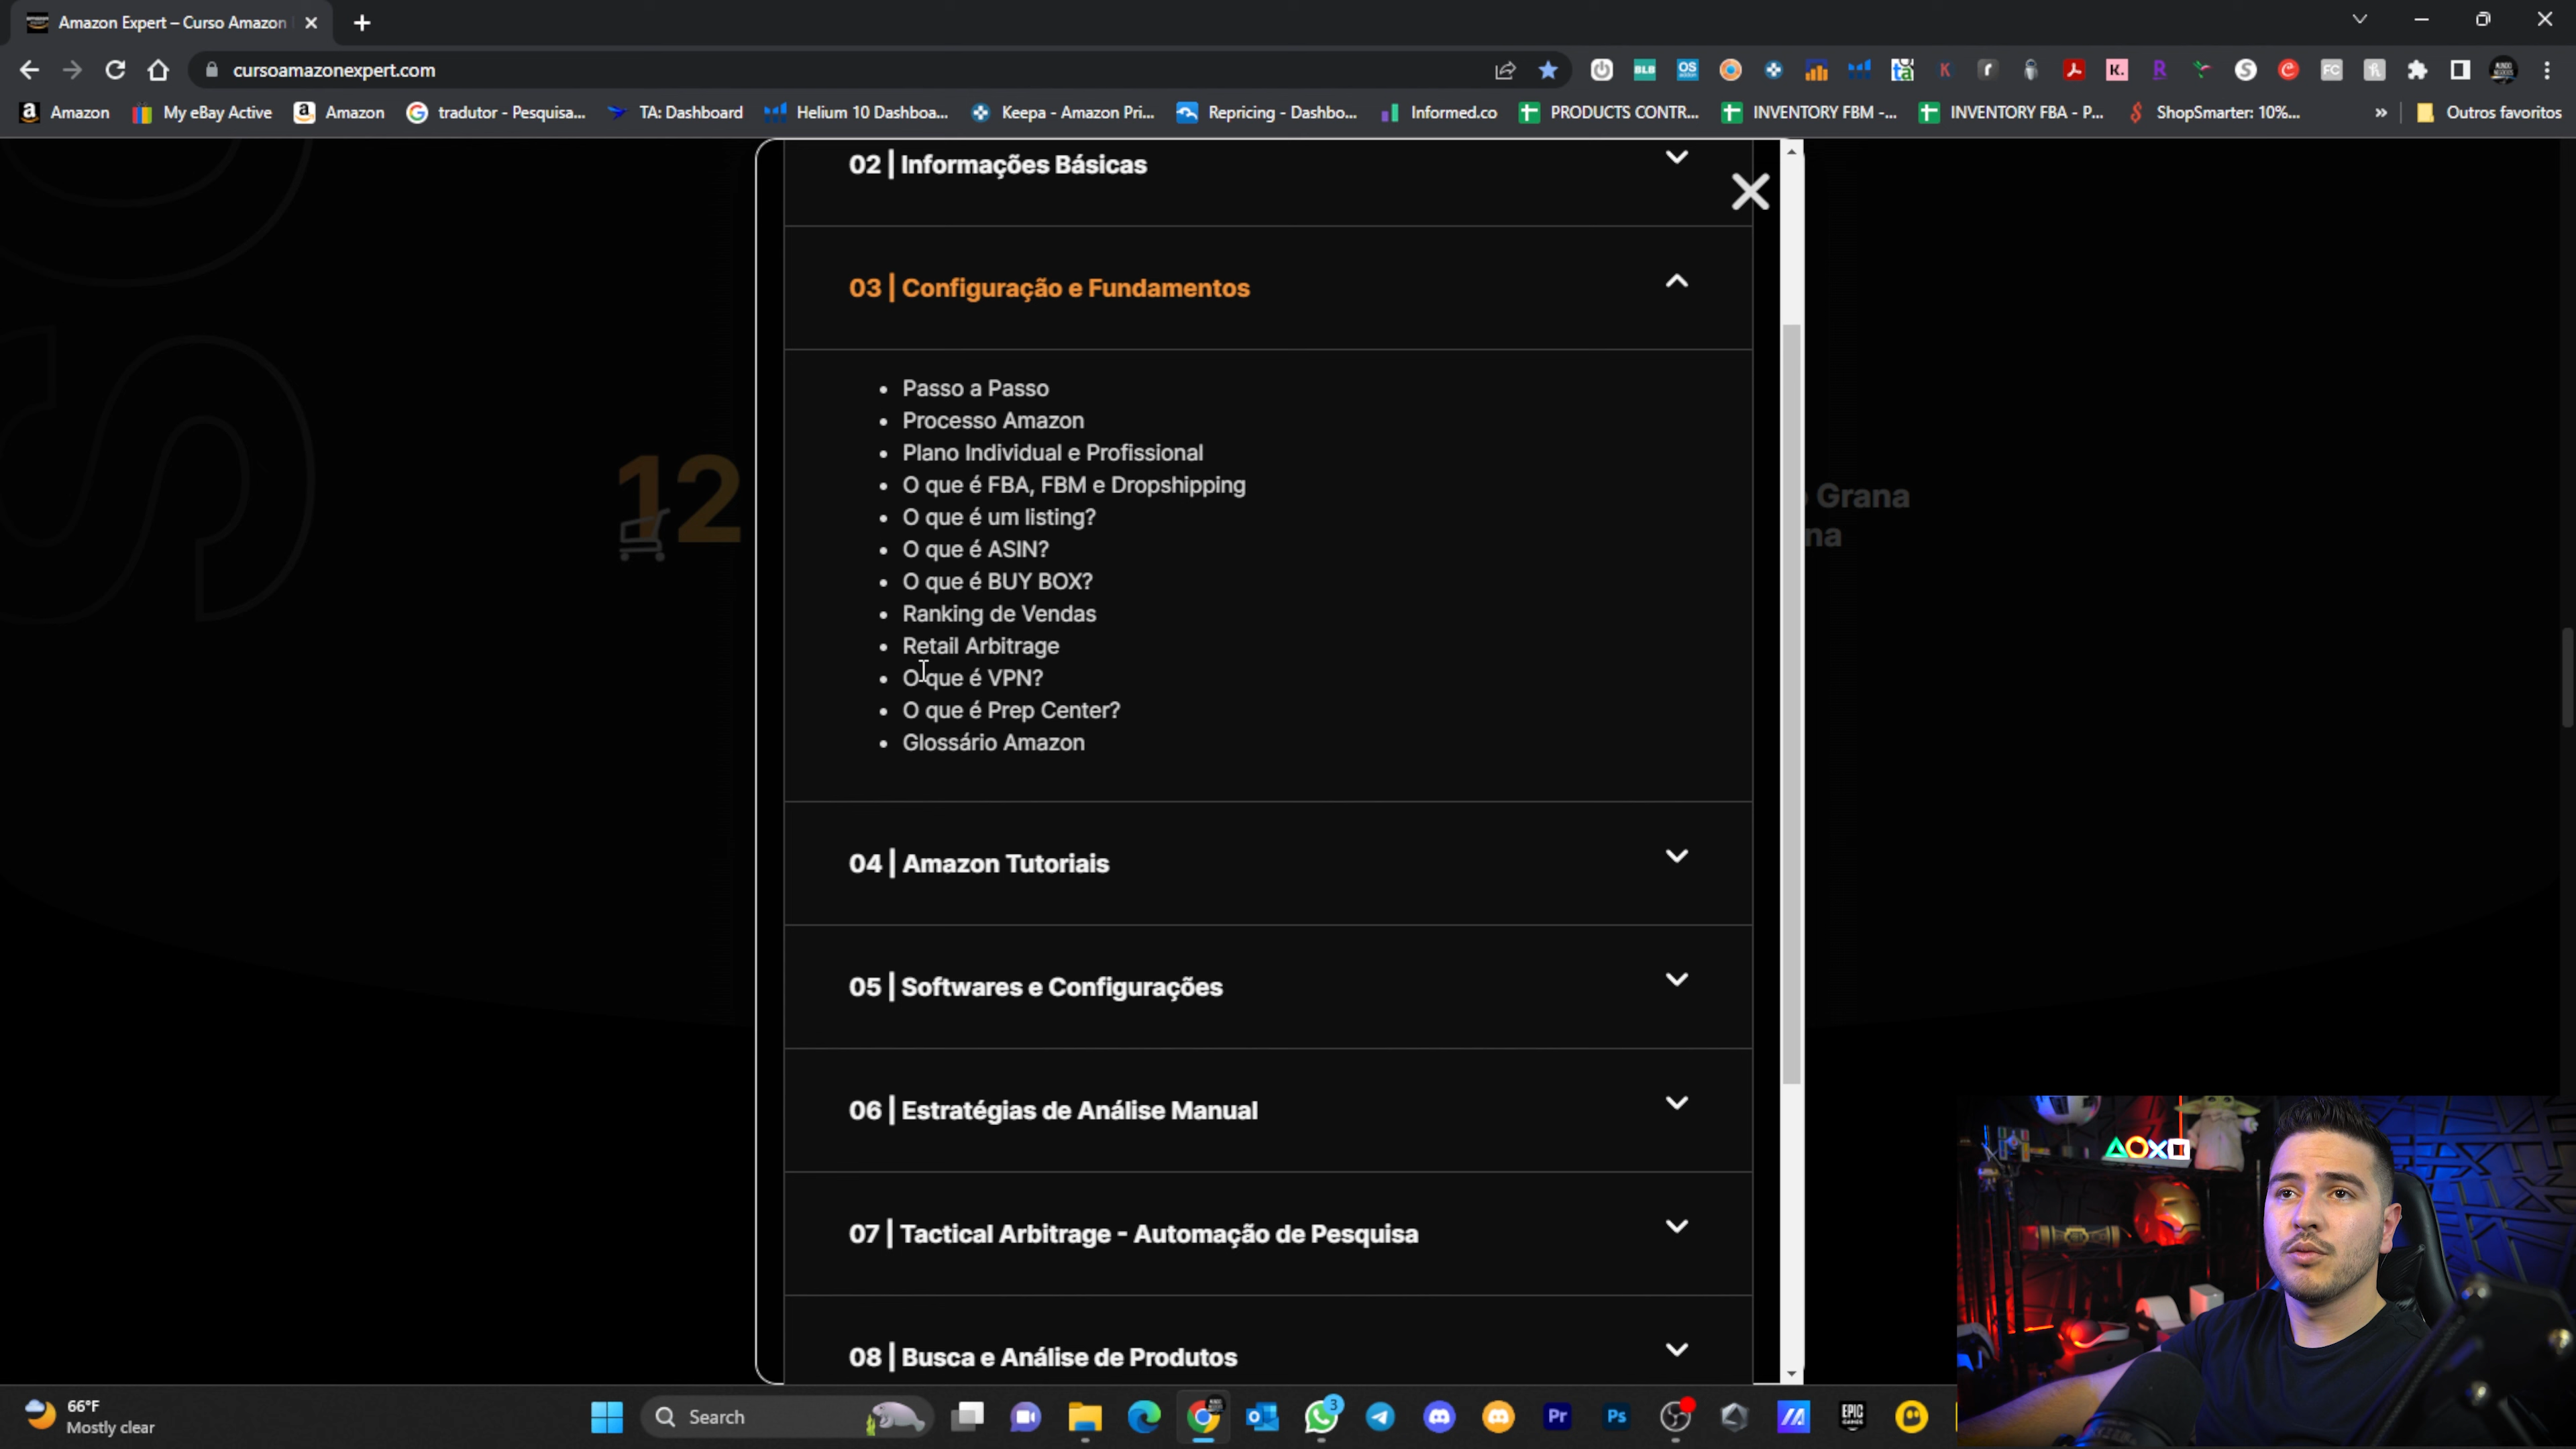 Amazon Expert – Curso Amazon
cursoamazonexpert.com
Amazon My eBay Active Amazon tradutor - Pesquisa... TA: Dashboard Helium 10 Dashboa... Keepa - Amazon Pri... Repricing - Dashbo... Informed.co PRODUCTS CONTR... INVENTORY FBM -... INVENTORY FBA - P... ShopSmarter: 10%... » Outros favoritos
02 | Informações Básicas
03 | Configuração e Fundamentos
• Passo a Passo
• Processo Amazon
• Plano Individual e Profissional
• O que é FBA, FBM e Dropshipping
• O que é um listing?
• O que é ASIN?
• O que é BUY BOX?
• Ranking de Vendas
• Retail Arbitrage
• O que é VPN?
• O que é Prep Center?
• Glossário Amazon
12
Grana
na
04 | Amazon Tutoriais
05 | Softwares e Configurações
06 | Estratégias de Análise Manual
07 | Tactical Arbitrage - Automação de Pesquisa
08 | Busca e Análise de Produtos
66°F
Mostly clear
Search
3
Pr
Ps
EPIC
GAMES